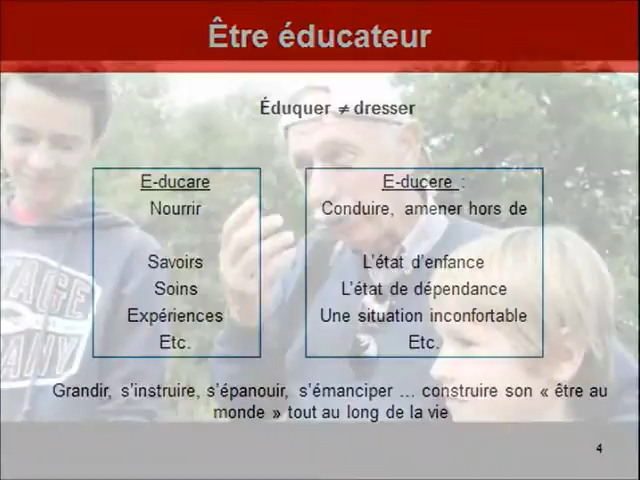 Être éducateur
Éduquer ≠ dresser
E-ducare
Nourrir
Savoirs
Soins
Expériences
Etc.
E-ducere :
Conduire, amener hors de
L'état d'enfance
L'état de dépendance
Une situation inconfortable
Etc.
Grandir, s'instruire, s'épanouir, s'émanciper … construire son « être au
monde » tout au long de la vie
4